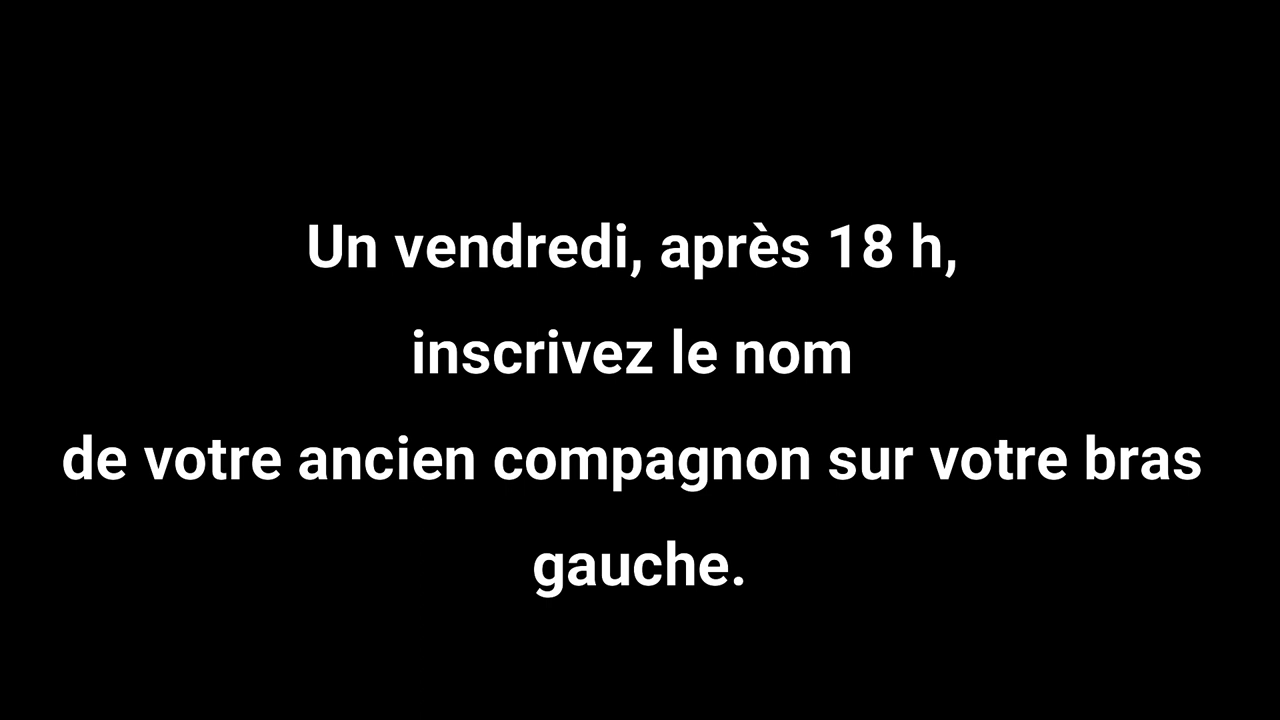 Un vendredi, après 18 h,
inscrivez le nom
de votre ancien compagnon sur votre bras
gauche.